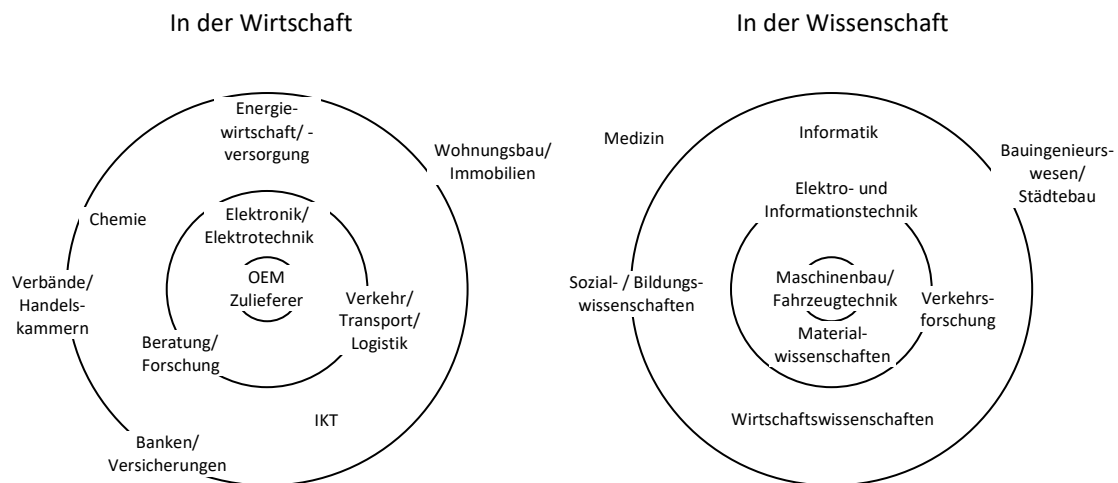 In der Wirtschaft
Energie-
wirtschaft/ -
versorgung
Wohnungsbau/
Immobilien
Chemie
Elektronik/
Elektrotechnik
OEM
Zulieferer
Verbände/
Handels-
kammern
Verkehr/
Transport/
Logistik
Beratung/
Forschung
IKT
Banken/
Versicherungen
In der Wissenschaft
Medizin
Informatik
Bauingenieurs-
wesen/
Städtebau
Elektro- und
Informationstechnik
Sozial- / Bildungs-
wissenschaften
Maschinenbau/
Fahrzeugtechnik
Verkehrs-
forschung
Material-
wissenschaften
Wirtschaftswissenschaften